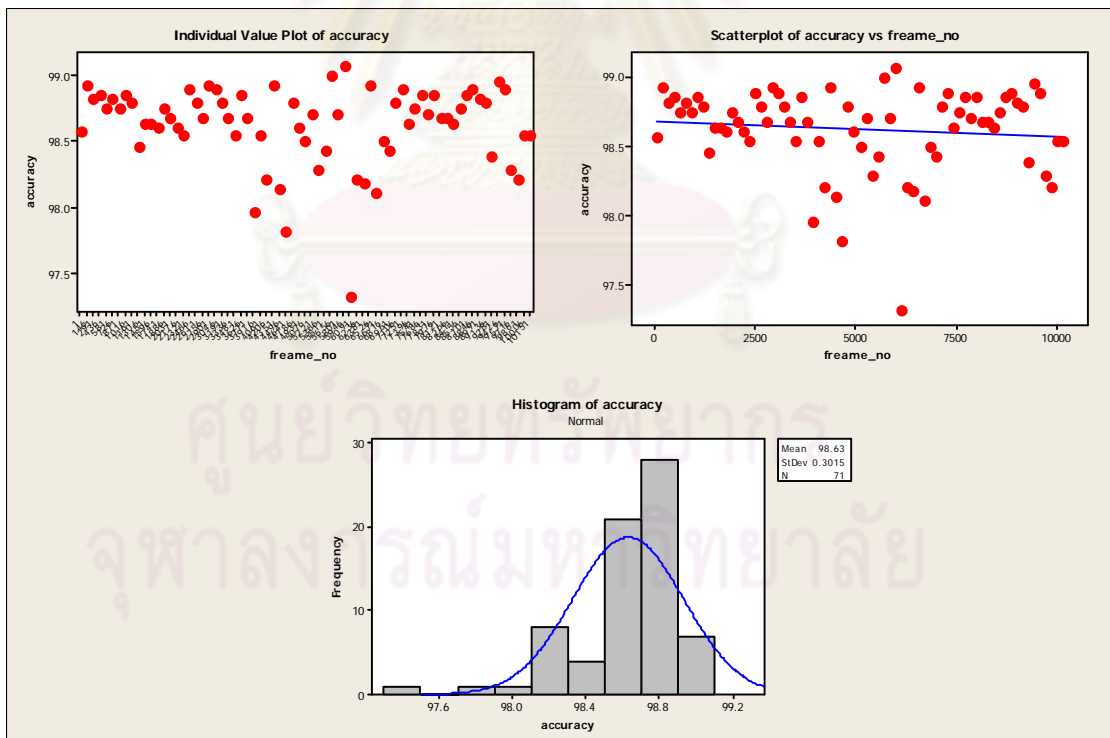 Individual Value Plot of accuracy
accuracy
99.0
98.5
98.0
97.5
freame_no
Scatterplot of accuracy vs freame_no
accuracy
99.0
98.5
98.0
97.5
0 2500 5000 7500 10000
freame_no
Histogram of accuracy
Normal
Frequency
30
20
10
0
97.6 98.0 98.4 98.8 99.2
accuracy
Mean 98.63
StDev 0.3015
N 71
ศูนย์วิทยทรัพยากร
จุฬาลงกรณ์มหาวิทยาลัย